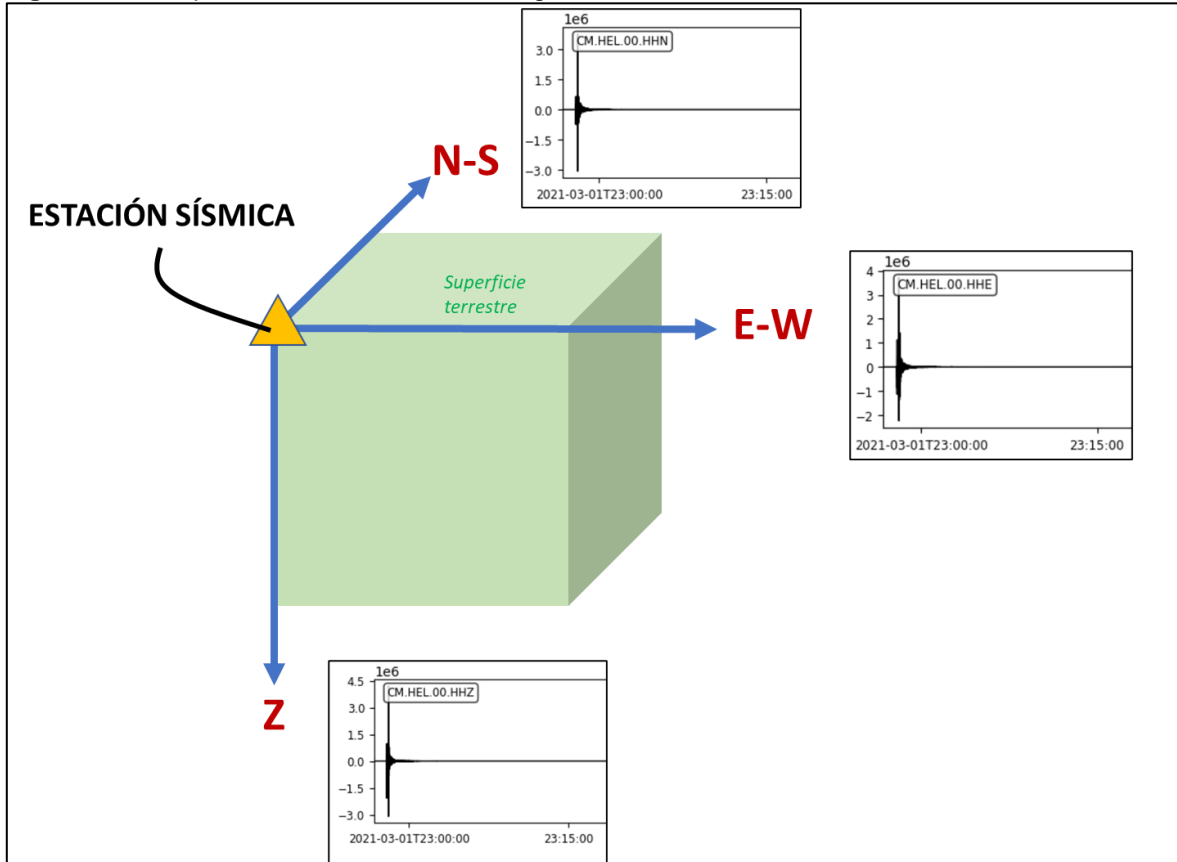 1e6
CM.HEL.00.HHN
3.0
1.5
0.0
−1.5
−3.0
2021-03-01T23:00:00 23:15:00
N-S
ESTACIÓN SÍSMICA
Superficie
terrestre
E-W
1e6
4
CM.HEL.00.HHE
3
2
1
0
−1
−2
2021-03-01T23:00:00 23:15:00
Z
1e6
4.5
CM.HEL.00.HHZ
3.0
1.5
0.0
−1.5
−3.0
2021-03-01T23:00:00 23:15:00